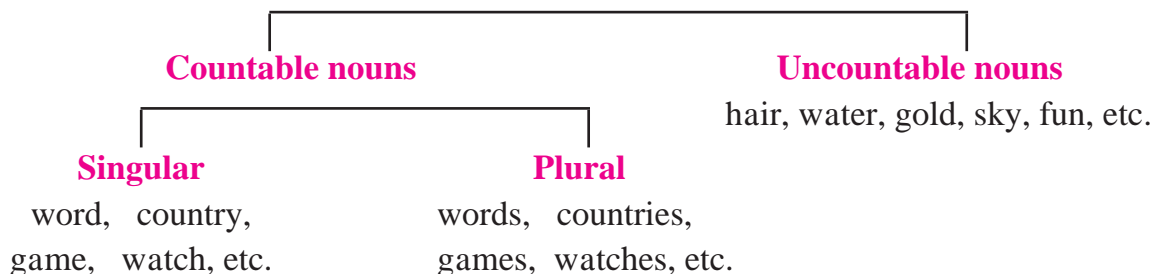 Countable nouns Uncountable nouns
hair, water, gold, sky, fun, etc.
Singular Plural
word, country, words, countries,
game, watch, etc. games, watches, etc.